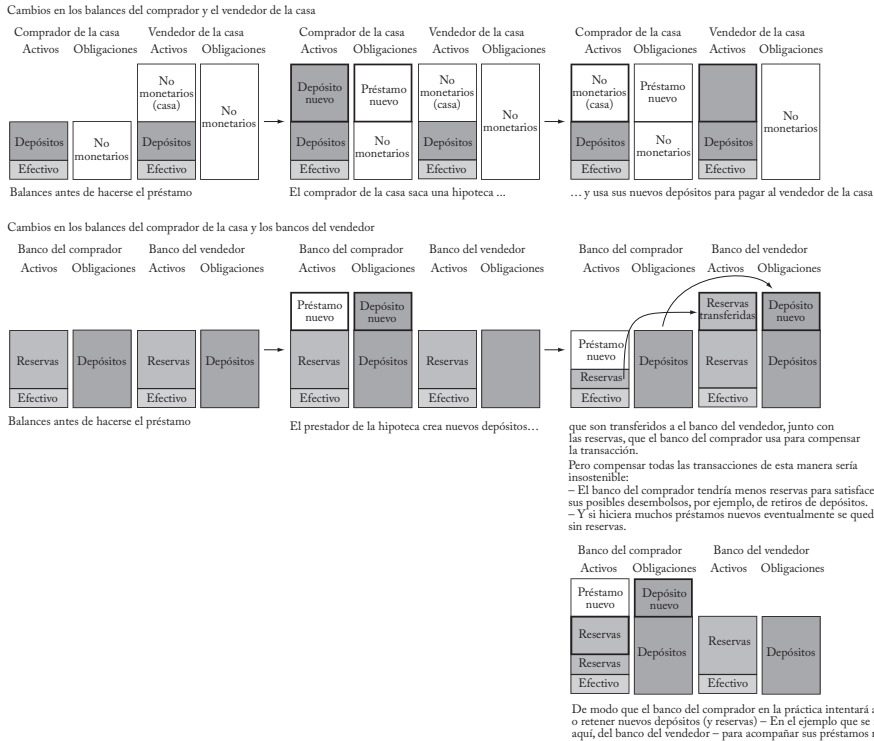 Cambios en los balances del comprador y el vendedor de la casa
Comprador de la casa Vendedor de la casa Comprador de la casa Vendedor de la casa Comprador de la casa Vendedor de la casa
Activos Obligaciones Activos Obligaciones Activos Obligaciones Activos Obligaciones Activos Obligaciones Activos Obligaciones
Depósitos
Efectivo
No
monetarios
No
monetarios
(casa)
Depósitos
Efectivo
No
monetarios
Depósito
nuevo
Depósitos
Efectivo
Préstamo
nuevo
No
monetarios
No
monetarios
(casa)
Depósitos
Efectivo
No
monetarios
No
monetarios
(casa)
Depósitos
Efectivo
Préstamo
nuevo
No
monetarios
Depósitos
Efectivo
No
monetarios
Balances antes de hacerse el préstamo
El comprador de la casa saca una hipoteca ...
… y usa sus nuevos depósitos para pagar al vendedor de la casa
Cambios en los balances del comprador de la casa y los bancos del vendedor
Banco del comprador Banco del vendedor Banco del comprador Banco del vendedor Banco del comprador Banco del vendedor
Activos Obligaciones Activos Obligaciones Activos Obligaciones Activos Obligaciones Activos Obligaciones Activos Obligaciones
Reservas
Efectivo
Depósitos
Reservas
Efectivo
Depósitos
Préstamo
nuevo
Reservas
Efectivo
Depósito
nuevo
Depósitos
Reservas
Efectivo
Préstamo
nuevo
Reservas
Efectivo
Depósitos
Reservas
transferidas
Reservas
Efectivo
Depósito
nuevo
Depósitos
Balances antes de hacerse el préstamo
El prestador de la hipoteca crea nuevos depósitos…
que son transferidos a el banco del vendedor, junto con
las reservas, que el banco del comprador usa para compensar
la transacción.
Pero compensar todas las transacciones de esta manera sería
insostenible:
– El banco del comprador tendría menos reservas para satisface
sus posibles desembolsos, por ejemplo, de retiros de depósitos.
– Y si hiciera muchos préstamos nuevos eventualmente se qued
sin reservas.
Banco del comprador Banco del vendedor
Activos Obligaciones Activos Obligaciones
Préstamo
nuevo
Reservas
Reservas
Efectivo
Depósito
nuevo
Depósitos
Reservas
Efectivo
Depósitos
De modo que el banco del comprador en la práctica intentará
o retener nuevos depósitos (y reservas) – En el ejemplo que se
aquí, del banco del vendedor – para acompañar sus préstamos